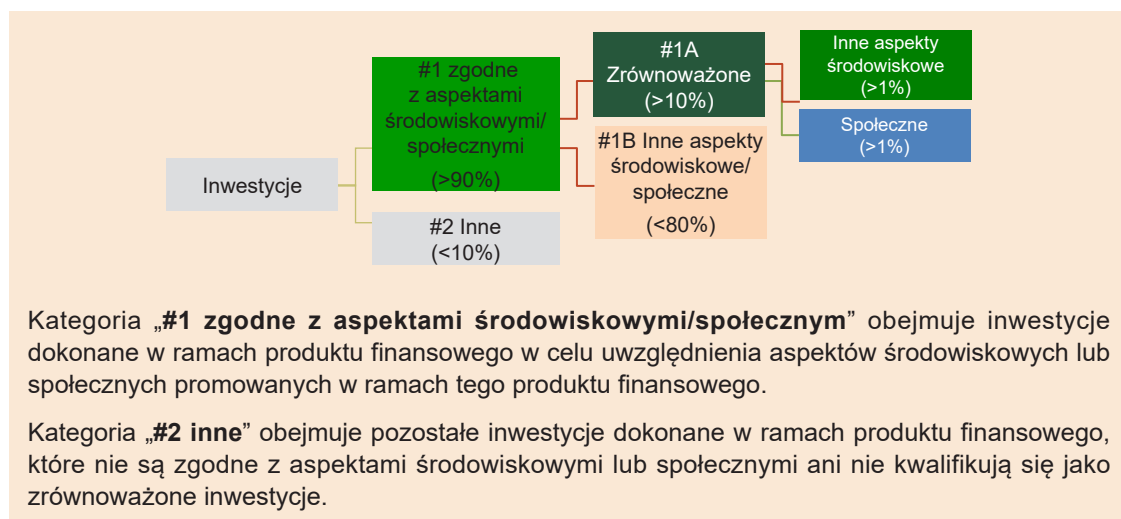 Inwestycje
#1 zgodne
z aspektami
środowiskowymi/
społecznymi
(>90%)
#2 Inne
(<10%)
#1A
Zrównoważone
(>10%)
#1B Inne aspekty
środowiskowe/
społeczne
(<80%)
Inne aspekty
środowiskowe
(>1%)
Społeczne
(>1%)
Kategoria „#1 zgodne z aspektami środowiskowymi/społecznym” obejmuje inwestycje
dokonane w ramach produktu finansowego w celu uwzględnienia aspektów środowiskowych lub
społecznych promowanych w ramach tego produktu finansowego.
Kategoria „#2 inne” obejmuje pozostałe inwestycje dokonane w ramach produktu finansowego,
które nie są zgodne z aspektami środowiskowymi lub społecznymi ani nie kwalifikują się jako
zrównoważone inwestycje.